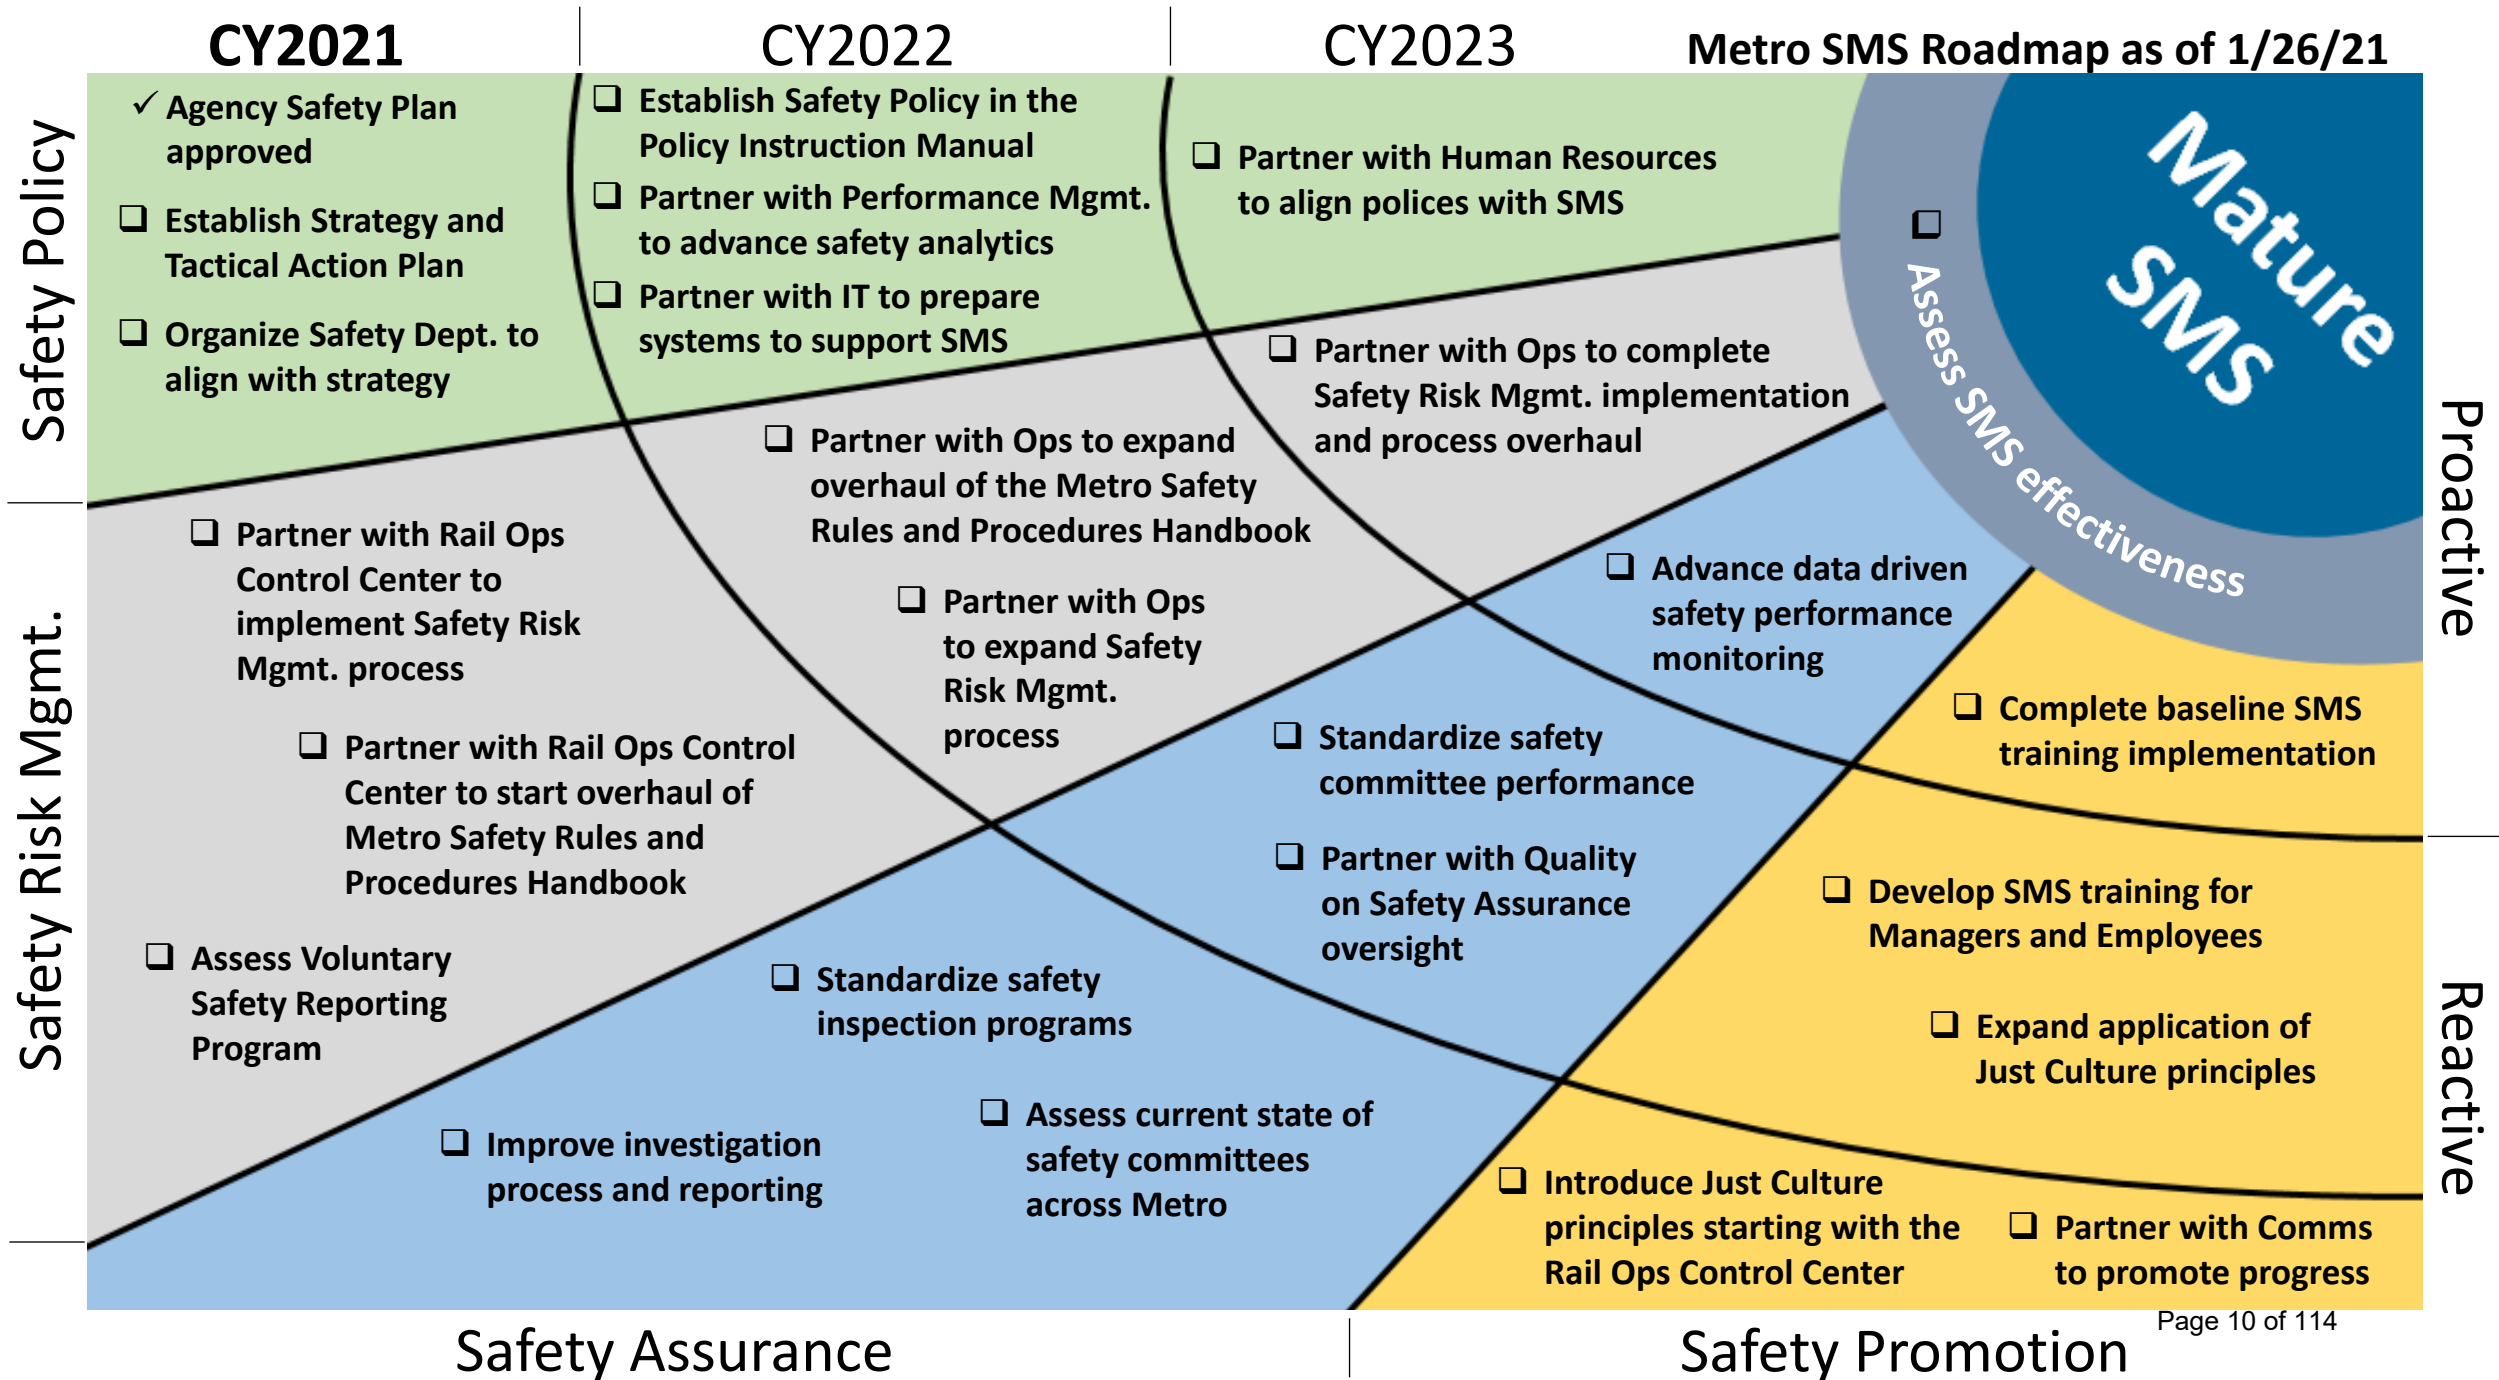 CY2021
CY2022
CY2023
Metro SMS Roadmap as of 1/26/21
Safety Policy
✓ Agency Safety Plan
approved
❑ Establish Strategy and
Tactical Action Plan
❑ Organize Safety Dept. to
align with strategy
❑ Establish Safety Policy in the
Policy Instruction Manual
❑ Partner with Performance Mgmt.
to advance safety analytics
❑ Partner with IT to prepare
systems to support SMS
❑ Partner with Human Resources
to align polices with SMS
❑ Assess SMS effectiveness
Mature
SMS
Safety Risk Mgmt.
❑ Partner with Rail Ops
Control Center to
implement Safety Risk
Mgmt. process
❑ Partner with Rail Ops Control
Center to start overhaul of
Metro Safety Rules and
Procedures Handbook
❑ Assess Voluntary
Safety Reporting
Program
❑ Partner with Ops to expand
overhaul of the Metro Safety
Rules and Procedures Handbook
❑ Partner with Ops
to expand Safety
Risk Mgmt.
process
❑ Partner with Ops to complete
Safety Risk Mgmt. implementation
and process overhaul
❑ Improve investigation
process and reporting
❑ Standardize safety
inspection programs
❑ Assess current state of
safety committees
across Metro
❑ Standardize safety
committee performance
❑ Partner with Quality
on Safety Assurance
oversight
❑ Advance data driven
safety performance
monitoring
❑ Introduce Just Culture
principles starting with the
Rail Ops Control Center
❑ Partner with Comms
to promote progress
❑ Develop SMS training for
Managers and Employees
❑ Expand application of
Just Culture principles
❑ Complete baseline SMS
training implementation
Proactive
Reactive
Safety Assurance
Safety Promotion
Page 10 of 114